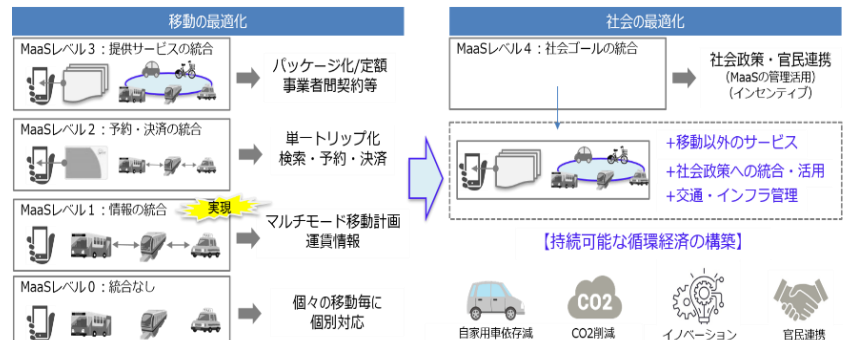 移動の最適化
MaaSレベル3：提供サービスの統合
パッケージ化/定額
事業者間契約等
MaaSレベル2：予約・決済の統合
単一トリップ化
検索・予約・決済
MaaSレベル1：情報の統合
実現
マルチモード移動計画
運賃情報
MaaSレベル0：統合なし
個々の移動毎に
個別対応
社会の最適化
MaaSレベル4：社会ゴールの統合
社会政策・官民連携
(MaaSの管理活用)
(インセンティブ)
+移動以外のサービス
+社会政策への統合・活用
+交通・インフラ管理
【持続可能な循環経済の構築】
CO2
自家用車依存減
CO2削減
イノベーション
官民連携